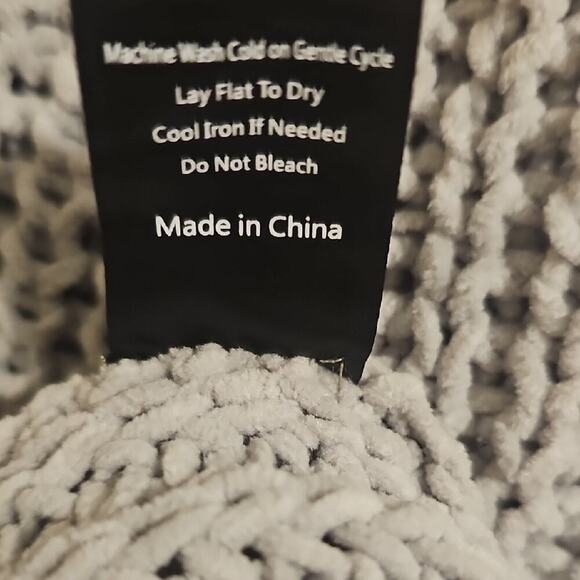 Machine Wash Cold on Gentle Cycle
Lay Flat To Dry
Cool Iron If Needed
Do Not Bleach
Made in China